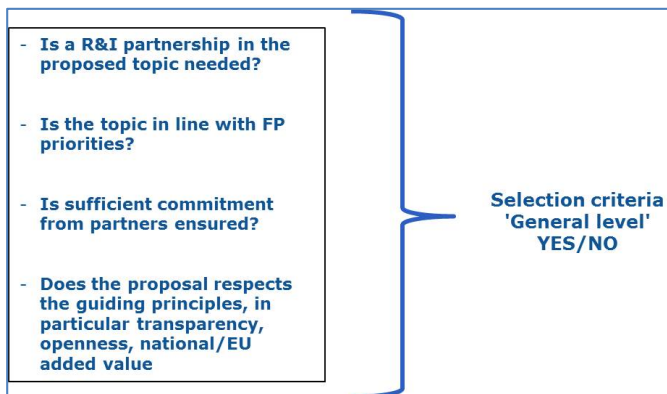 - Is a R&I partnership in the
proposed topic needed?
- Is the topic in line with FP
priorities?
- Is sufficient commitment
from partners ensured?
- Does the proposal respects
the guiding principles, in
particular transparency,
openness, national/EU
added value
Selection criteria
'General level'
YES/NO